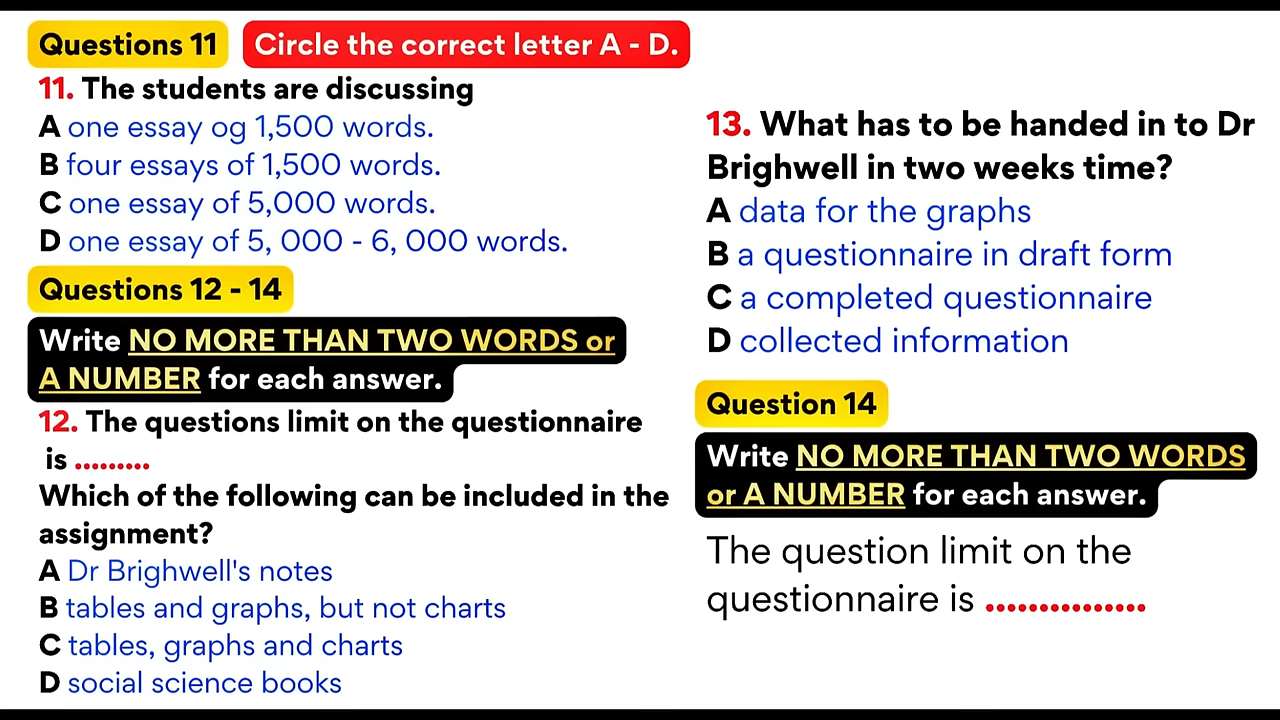 Questions 11
Circle the correct letter A - D.
11. The students are discussing
A one essay og 1,500 words.
B four essays of 1,500 words.
C one essay of 5,000 words.
D one essay of 5, 000 - 6, 000 words.
Questions 12 - 14
Write NO MORE THAN TWO WORDS or
A NUMBER for each answer.
12. The questions limit on the questionnaire
is .........
Which of the following can be included in the
assignment?
A Dr Brighwell's notes
B tables and graphs, but not charts
C tables, graphs and charts
D social science books
13. What has to be handed in to Dr
Brighwell in two weeks time?
A data for the graphs
B a questionnaire in draft form
C a completed questionnaire
D collected information
Question 14
Write NO MORE THAN TWO WORDS
or A NUMBER for each answer.
The question limit on the
questionnaire is ...............